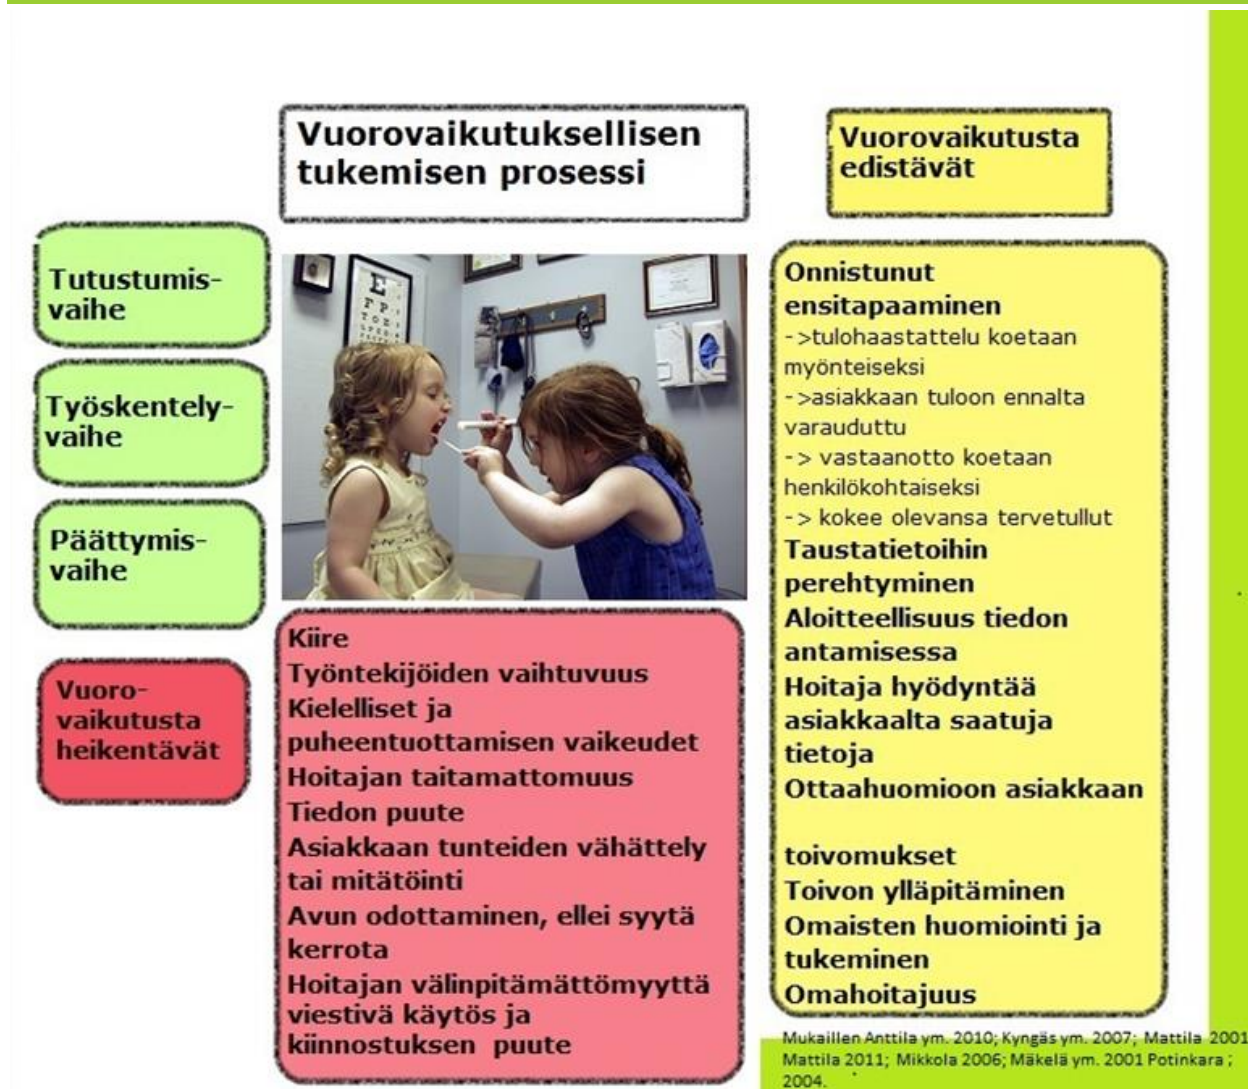 Vuorovaikutuksellisen
tukemisen prosessi
Vuorovaikutusta
edistävät
Tutustumis-
vaihe
Työskentely-
vaihe
Päättymis-
vaihe
Vuoro-
vaikutusta
heikentävät
E
F P
T O Z
Kiire
Työntekijöiden vaihtuvuus
Kielelliset ja
puheentuottamisen vaikeudet
Hoitajan taitamattomuus
Tiedon puute
Asiakkaan tunteiden vähättely
tai mitätöinti
Avun odottaminen, ellei syytä
kerrota
Hoitajan välinpitämättömyyttä
viestivä käytös ja
kiinnostuksen puute
Onnistunut
ensitapaaminen
->tulohaastattelu koetaan
myönteiseksi
->asiakkaan tuloon ennalta
varauduttu
-> vastaanotto koetaan
henkilökohtaiseksi
-> kokee olevansa tervetullut
Taustatietoihin
perehtyminen
Aloitteellisuus tiedon
antamisessa
Hoitaja hyödyntää
asiakkaalta saatuja
tietoja
Ottaahuomioon asiakkaan
toivomukset
Toivon ylläpitäminen
Omaisten huomiointi ja
tukeminen
Omahoitajuus
Mukaillen Anttila ym. 2010; Kyngäs ym. 2007; Mattila 2001
Mattila 2011; Mikkola 2006; Mäkelä ym. 2001 Potinkara ;
2004.